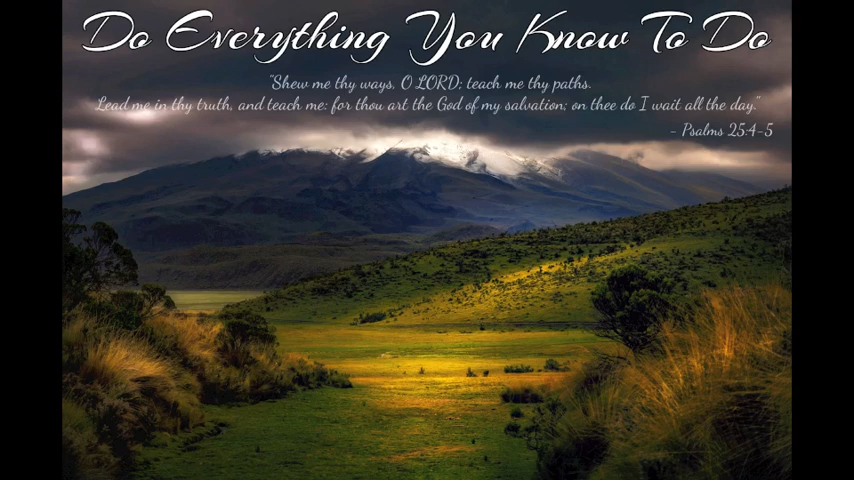 Do Everything You Know To Do
"Shew me thy ways, O LORD; teach me thy paths.
Lead me in thy truth, and teach me: for thou art the God of my salvation; on thee do I wait all the day."
- Psalms 25:4-5